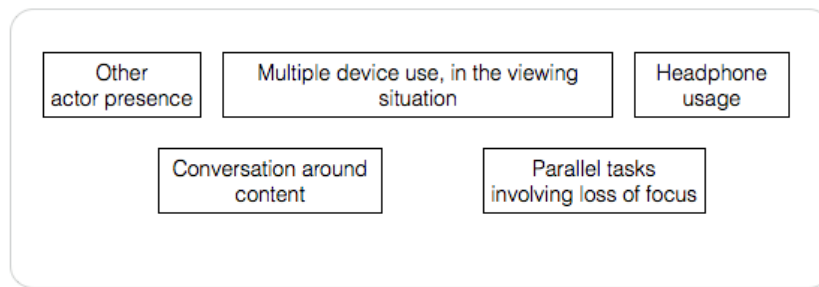 Other
actor presence
Multiple device use, in the viewing
situation
Headphone
usage
Conversation around
content
Parallel tasks
involving loss of focus